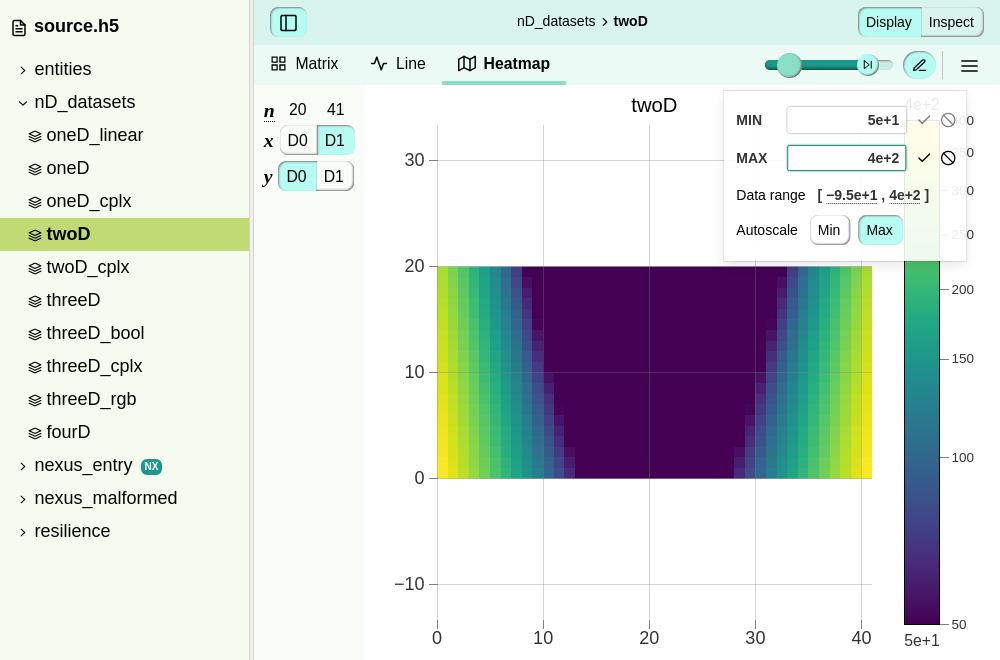 source.h5
entities
nD_datasets
oneD_linear
oneD
oneD_cplx
twoD
twoD_cplx
threeD
threeD_bool
threeD_cplx
threeD_rgb
fourD
nexus_entry NX
nexus_malformed
resilience
nD_datasets twoD
Display Inspect
Matrix Line Heatmap
n 20 41
x D0 D1
y D0 D1
twoD
30
20
10
0
−10
0 10 20 30 40
MIN 5e+1
MAX 4e+2
Data range [ −9.5e+1 , 4e+2 ]
Autoscale Min Max
4e+2
200
150
100
50
5e+1